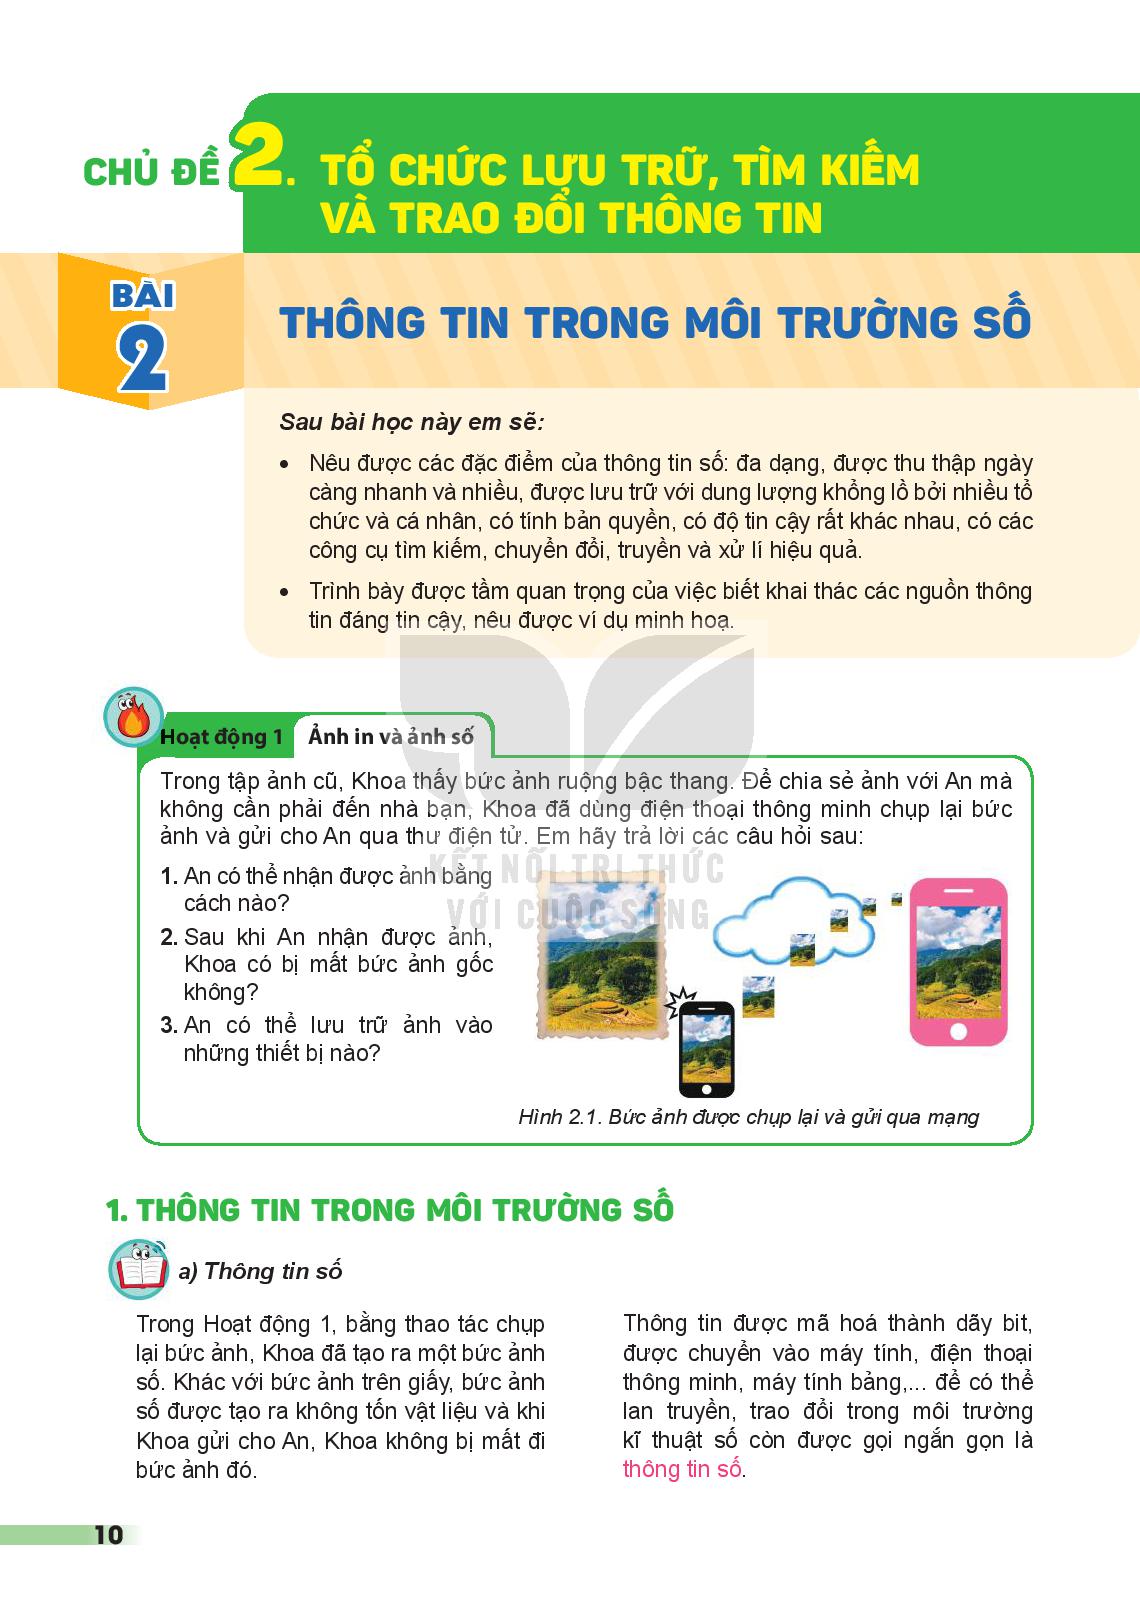 CHỦ ĐỀ 2. TỔ CHỨC LƯU TRỮ, TÌM KIẾM
VÀ TRAO ĐỔI THÔNG TIN
BÀI
2
THÔNG TIN TRONG MÔI TRƯỜNG SỐ
Sau bài học này em sẽ:
• Nêu được các đặc điểm của thông tin số: đa dạng, được thu thập ngày
càng nhanh và nhiều, được lưu trữ với dung lượng khổng lồ bởi nhiều tổ
chức và cá nhân, có tính bản quyền, có độ tin cậy rất khác nhau, có các
công cụ tìm kiếm, chuyển đổi, truyền và xử lí hiệu quả.
• Trình bày được tầm quan trọng của việc biết khai thác các nguồn thông
tin đáng tin cậy, nêu được ví dụ minh hoạ.
Hoạt động 1 Ảnh in và ảnh số
Trong tập ảnh cũ, Khoa thấy bức ảnh ruộng bậc thang. Để chia sẻ ảnh với An mà
không cần phải đến nhà bạn, Khoa đã dùng điện thoại thông minh chụp lại bức
ảnh và gửi cho An qua thư điện tử. Em hãy trả lời các câu hỏi sau:
KẾT NỐI TRI THỨC
VỚI CUỘC SỐNG
1. An có thể nhận được ảnh bằng
cách nào?
2. Sau khi An nhận được ảnh,
Khoa có bị mất bức ảnh gốc
không?
3. An có thể lưu trữ ảnh vào
những thiết bị nào?
Hình 2.1. Bức ảnh được chụp lại và gửi qua mạng
1. THÔNG TIN TRONG MÔI TRƯỜNG SỐ
a) Thông tin số
Trong Hoạt động 1, bằng thao tác chụp
lại bức ảnh, Khoa đã tạo ra một bức ảnh
số. Khác với bức ảnh trên giấy, bức ảnh
số được tạo ra không tốn vật liệu và khi
Khoa gửi cho An, Khoa không bị mất đi
bức ảnh đó.
Thông tin được mã hoá thành dãy bit,
được chuyển vào máy tính, điện thoại
thông minh, máy tính bảng,... để có thể
lan truyền, trao đổi trong môi trường
kĩ thuật số còn được gọi ngắn gọn là
thông tin số.
10